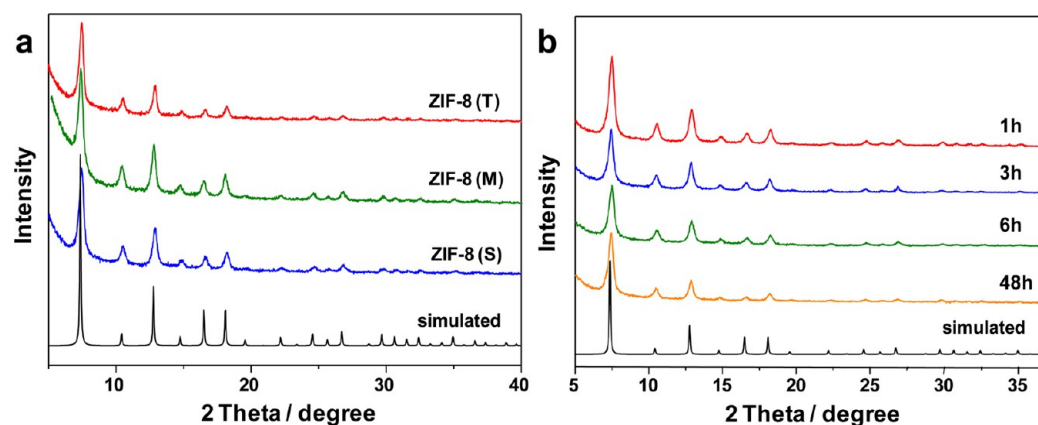 a
Intensity
ZIF-8 (T)
ZIF-8 (M)
ZIF-8 (S)
simulated
10
20
30
40
2 Theta / degree
b
Intensity
1h
3h
6h
48h
simulated
5
10
15
20
25
30
35
2 Theta / degree